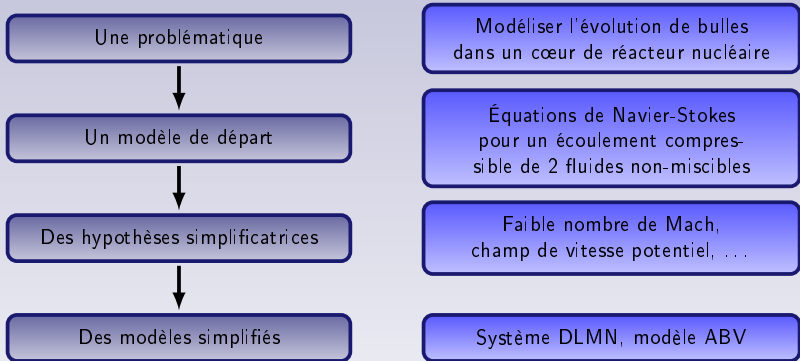 Une problématique
Modéliser l'évolution de bulles
dans un cœur de réacteur nucléaire
Un modèle de départ
Équations de Navier-Stokes
pour un écoulement compres-
sible de 2 fluides non-miscibles
Des hypothèses simplificatrices
Faible nombre de Mach,
champ de vitesse potentiel, ...
Des modèles simplifiés
Système DLMN, modèle ABV